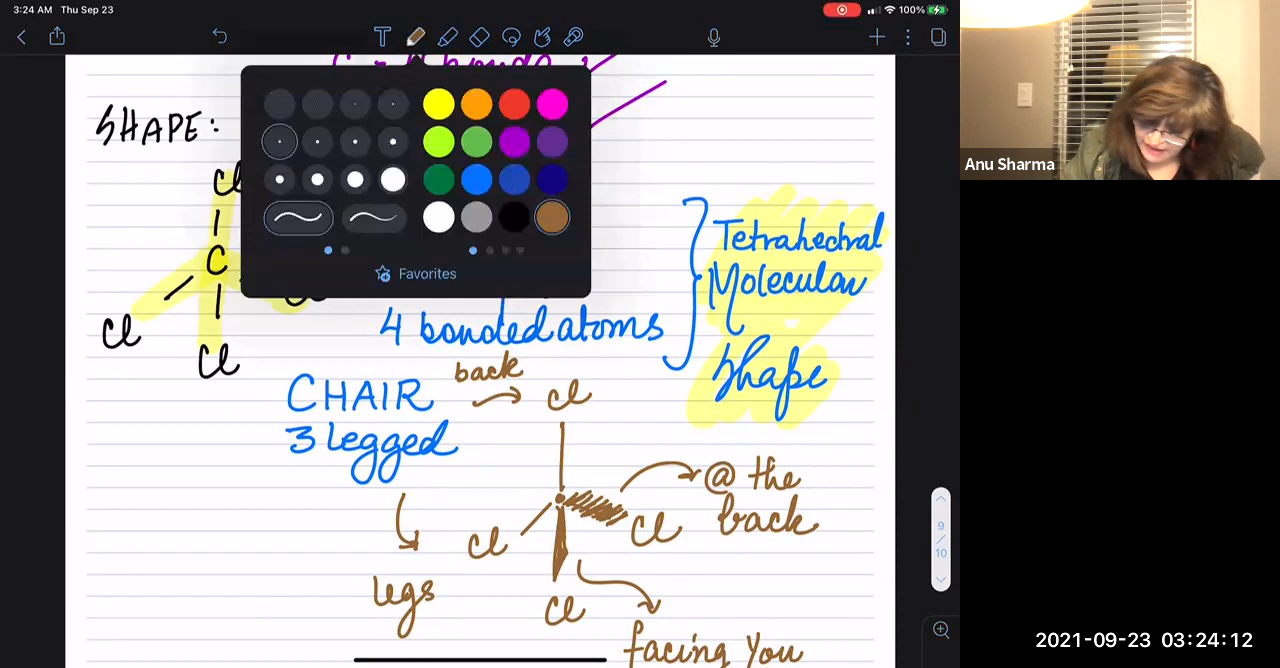 3:24 AM Thu Sep 23
100%
T
SHAPE:
Cl
C
Cl
Cl
Favorites
Tetrahedral
Molecular
Shape
4 bonded atoms
back
CHAIR
Cl
3 legged
@ the
back
Cl
Cl
legs
Cl
facing you
9
/
10
Anu Sharma
2021-09-23 03:24:12